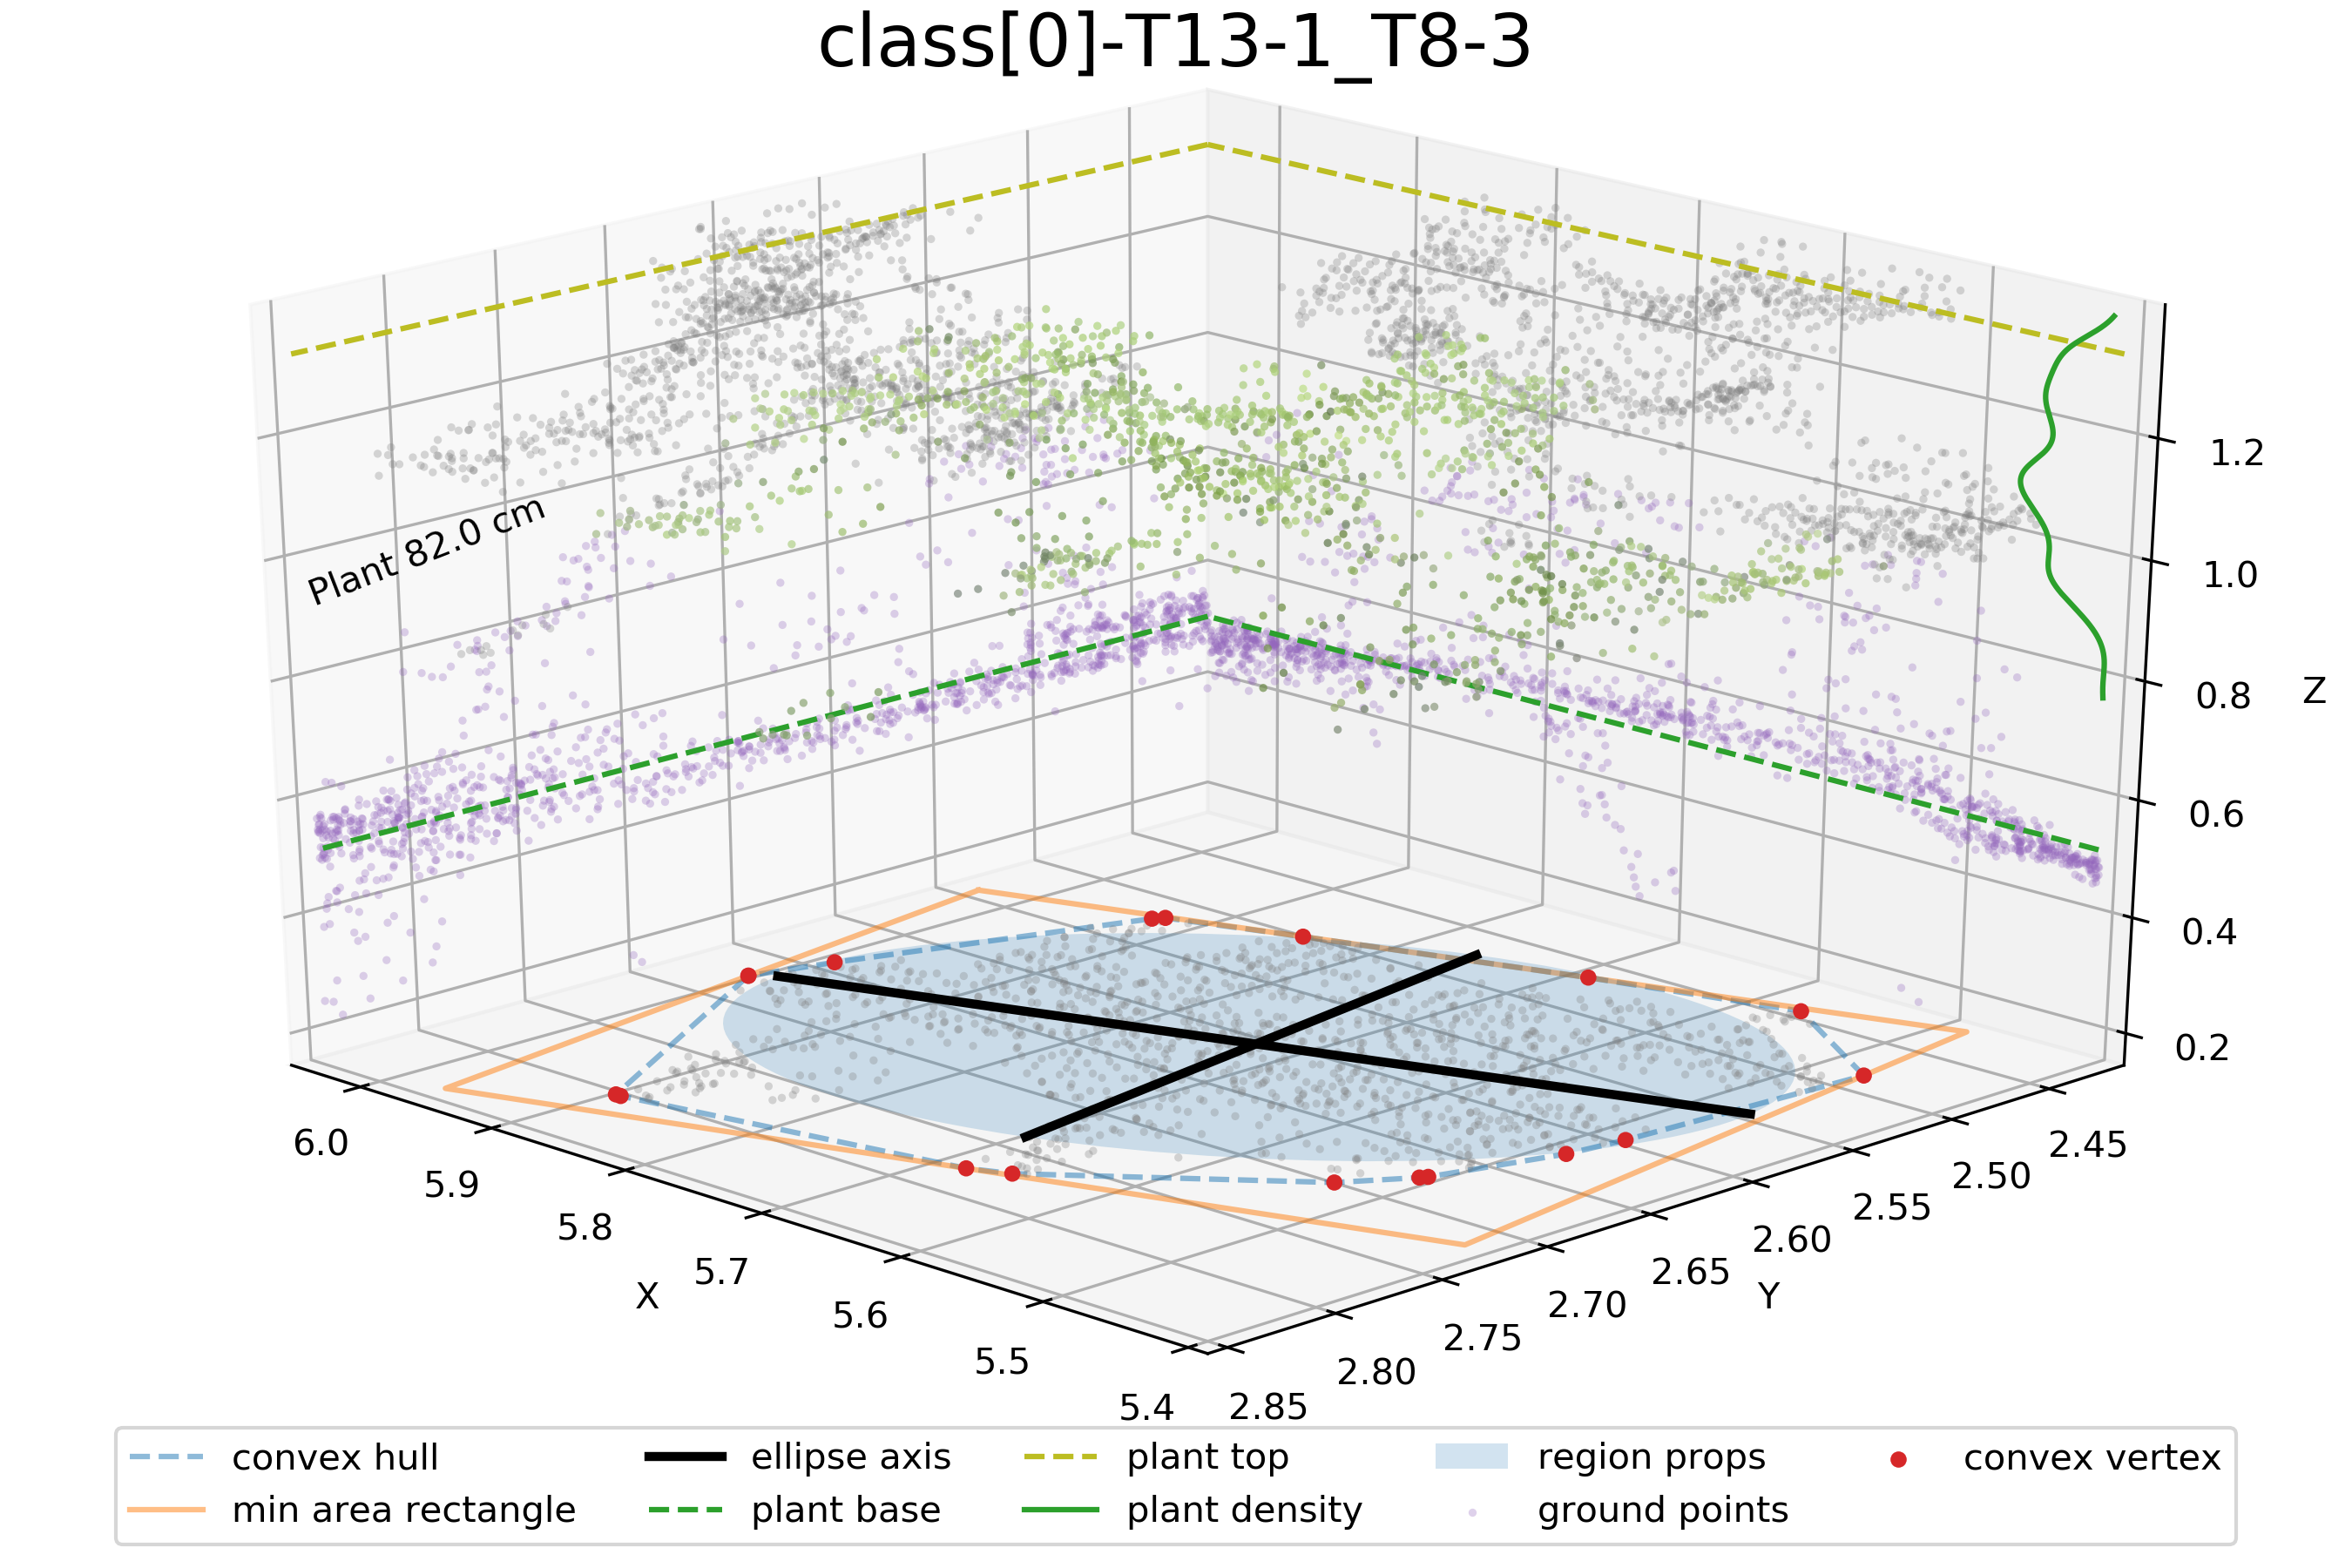 class[0]-T13-1_T8-3
Plant 82.0 cm
1.2
1.0
0.8
0.6
0.4
0.2
Z
6.0
5.9
5.8
5.7
5.6
5.5
5.4
X
2.45
2.50
2.55
2.60
2.65
2.70
2.75
2.80
2.85
Y
convex hull
min area rectangle
ellipse axis
plant base
plant top
plant density
region props
ground points
convex vertex